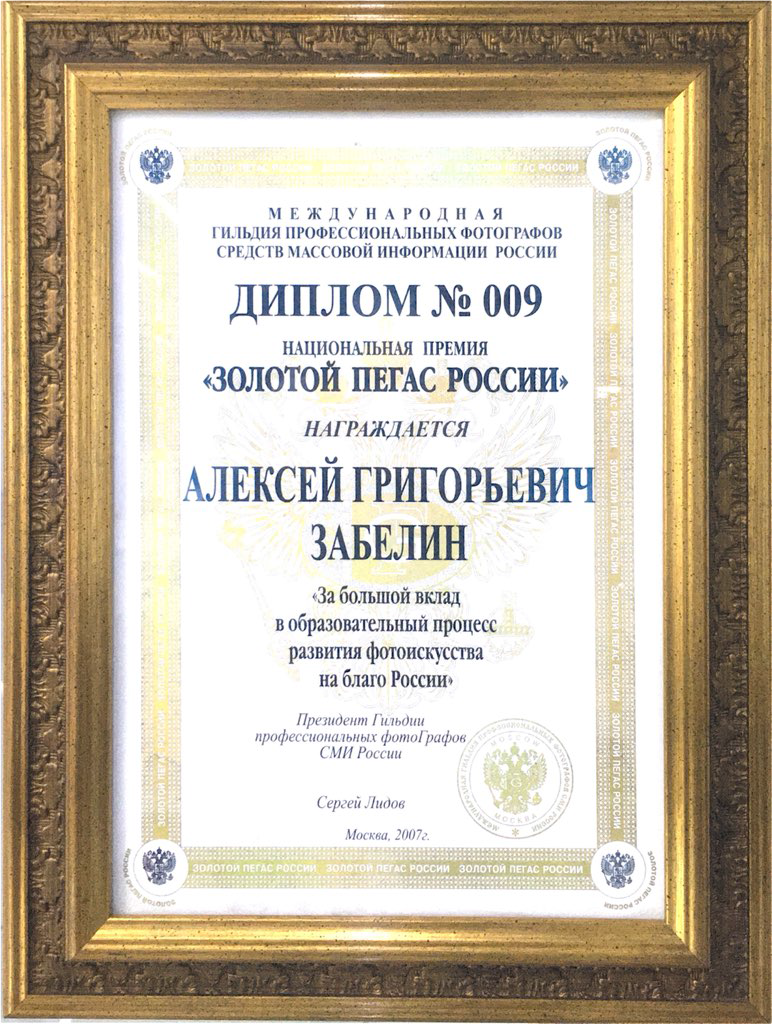 МЕЖДУНАРОДНАЯ
ГИЛЬДИЯ ПРОФЕССИОНАЛЬНЫХ ФОТОГРАФОВ
СРЕДСТВ МАССОВОЙ ИНФОРМАЦИИ РОССИИ
ДИПЛОМ № 009
НАЦИОНАЛЬНАЯ ПРЕМИЯ
«ЗОЛОТОЙ ПЕГАС РОССИИ»
НАГРАЖДАЕТСЯ
АЛЕКСЕЙ ГРИГОРЬЕВИЧ
ЗАБЕЛИН
«За большой вклад
в образовательный процесс
развития фотоискусства
на благо России»
Президент Гильдии
профессиональных фотоГрафов
СМИ России
MOSCOW
МОСКВА
Сергей Лидов
Москва, 2007г.
ЗОЛОТОЙ ПЕГАС РОССИИ ЗОЛОТОЙ ПЕГАС РОССИИ ЗОЛОТОЙ ПЕГАС РОССИИ